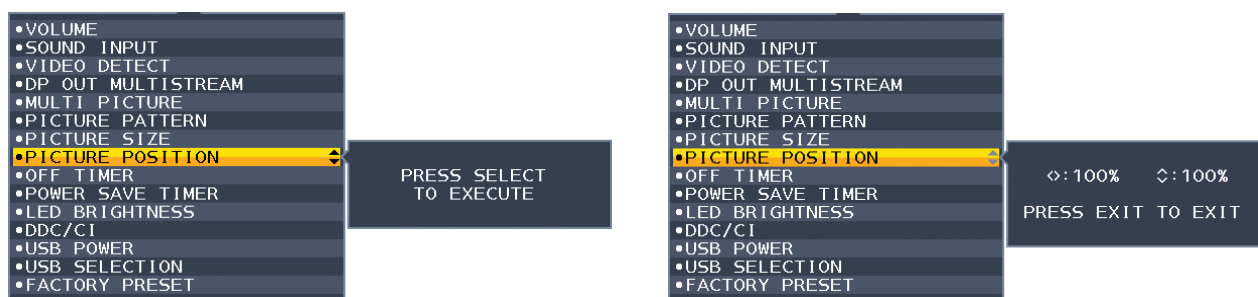 •VOLUME
•SOUND INPUT
•VIDEO DETECT
•DP OUT MULTISTREAM
•MULTI PICTURE
•PICTURE PATTERN
•PICTURE SIZE
•PICTURE POSITION
•OFF TIMER
•POWER SAVE TIMER
•LED BRIGHTNESS
•DDC/CI
•USB POWER
•USB SELECTION
•FACTORY PRESET
PRESS SELECT
TO EXECUTE
•VOLUME
•SOUND INPUT
•VIDEO DETECT
•DP OUT MULTISTREAM
•MULTI PICTURE
•PICTURE PATTERN
•PICTURE SIZE
•PICTURE POSITION
•OFF TIMER
•POWER SAVE TIMER
•LED BRIGHTNESS
•DDC/CI
•USB POWER
•USB SELECTION
•FACTORY PRESET
:100% :100%
PRESS EXIT TO EXIT